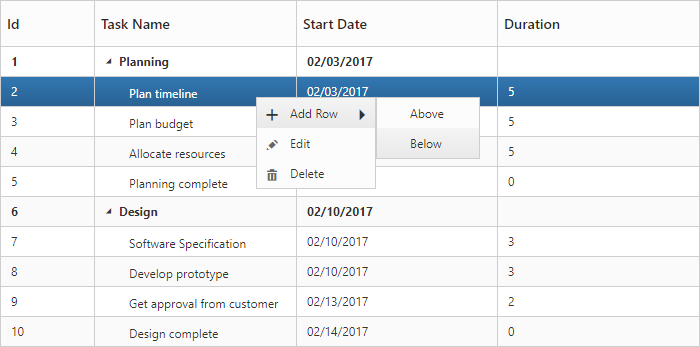 Id Task Name Start Date Duration
1 Planning 02/03/2017
2 Plan timeline 02/03/2017 5
3 Plan budget Add Row Above 5
4 Allocate resources Edit Below 5
5 Planning complete Delete 0
6 Design 02/10/2017
7 Software Specification 02/10/2017 3
8 Develop prototype 02/10/2017 3
9 Get approval from customer 02/13/2017 2
10 Design complete 02/14/2017 0